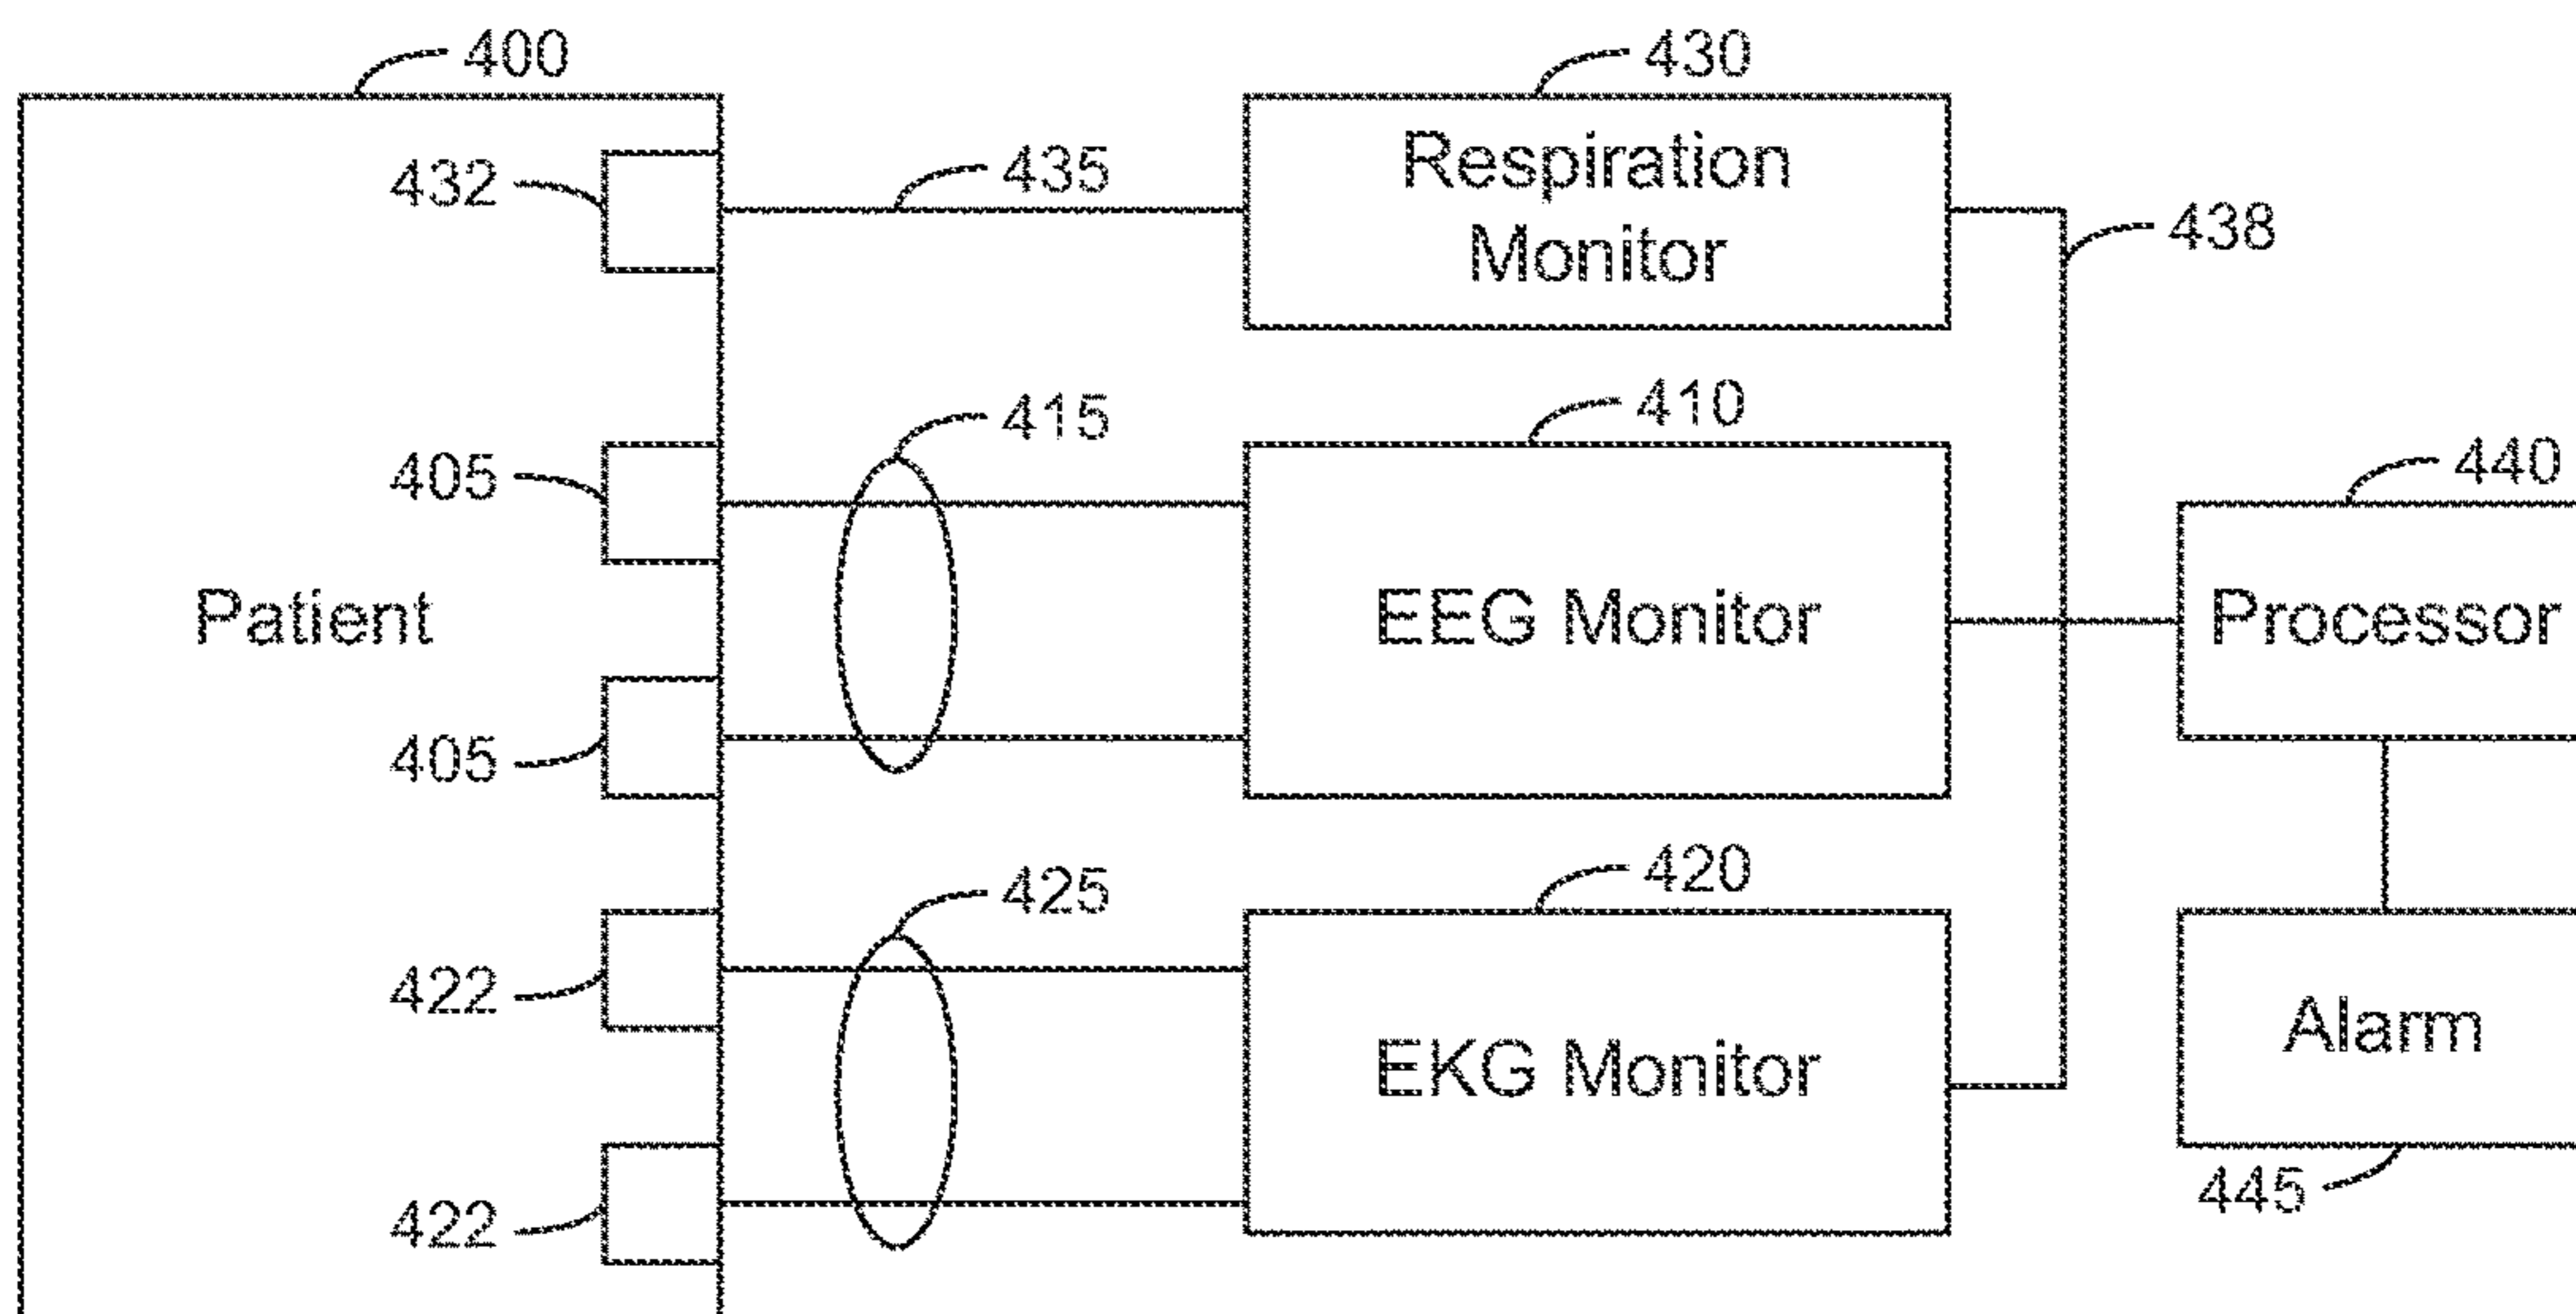 400
430
432
435
Respiration
Monitor
438
415
410
405
440
Patient
EEG Monitor
Processor
405
425
420
422
EKG Monitor
Alarm
422
445